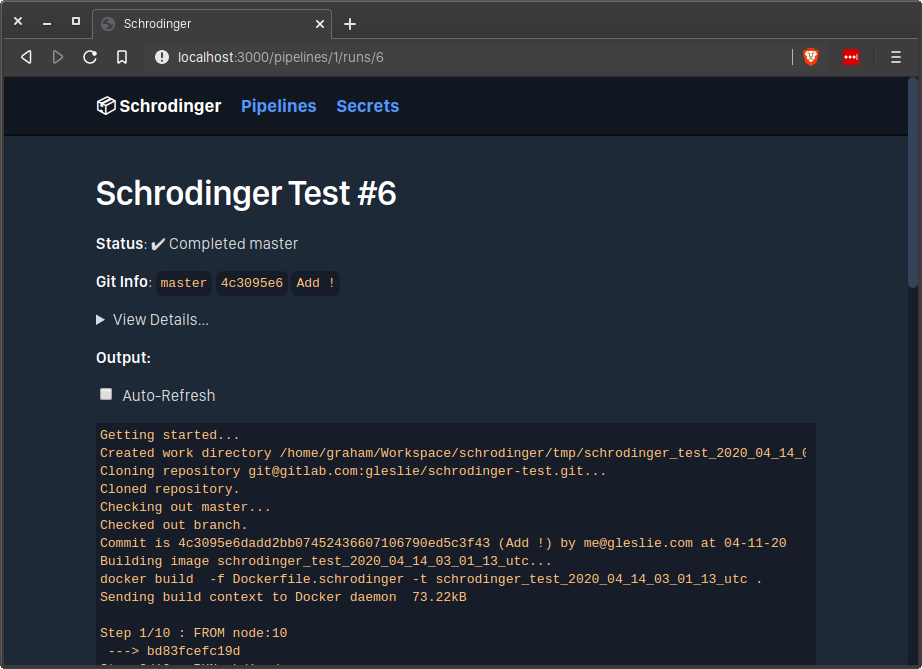 Schrodinger
localhost:3000/pipelines/1/runs/6
Schrodinger Pipelines Secrets
Schrodinger Test #6
Status: ✔ Completed master
Git Info: master 4c3095e6 Add !
▶ View Details...
Output:
Auto-Refresh
Getting started...
Created work directory /home/graham/Workspace/schrodinger/tmp/schrodinger_test_2020_04_14_0
Cloning repository git@gitlab.com:gleslie/schrodinger-test.git...
Cloned repository.
Checking out master...
Checked out branch.
Commit is 4c3095e6dadd2bb07452436607106790ed5c3f43 (Add !) by me@gleslie.com at 04-11-20
Building image schrodinger_test_2020_04_14_03_01_13_utc...
docker build  -f Dockerfile.schrodinger -t schrodinger_test_2020_04_14_03_01_13_utc .
Sending build context to Docker daemon  73.22kB
Step 1/10 : FROM node:10
---> bd83fcefc19d